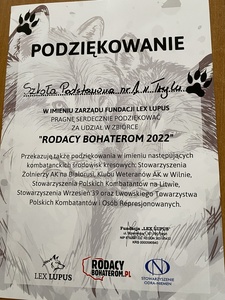 PODZIĘKOWANIE
Szkoła Podstawowa nr 1
W IMIENIU ZARZĄDU FUNDACJI LEX LUPUS
PRAGNĘ SERDECZNIE PODZIĘKOWAĆ
ZA UDZIAŁ W ZBIÓRCE
"RODACY BOHATEROM 2022"
Przekazuję także podziękowania w imieniu następujących
kombatanckich środowisk kresowych: Stowarzyszenia
Żołnierzy AK na Białorusi, Klubu Weteranów AK w Wilnie,
Stowarzyszenia Polskich Kombatantów na Litwie,
Stowarzyszenia Wrzesień 39 oraz Lwowskiego Towarzystwa
Polskich Kombatantów i Osób Represjonowanych.
Fundacja „LEX LUPUS"
LEX LUPUS
RODACY
BOHATEROM.PL
STOWARZYSZENIE
ODRA-NIEMEN